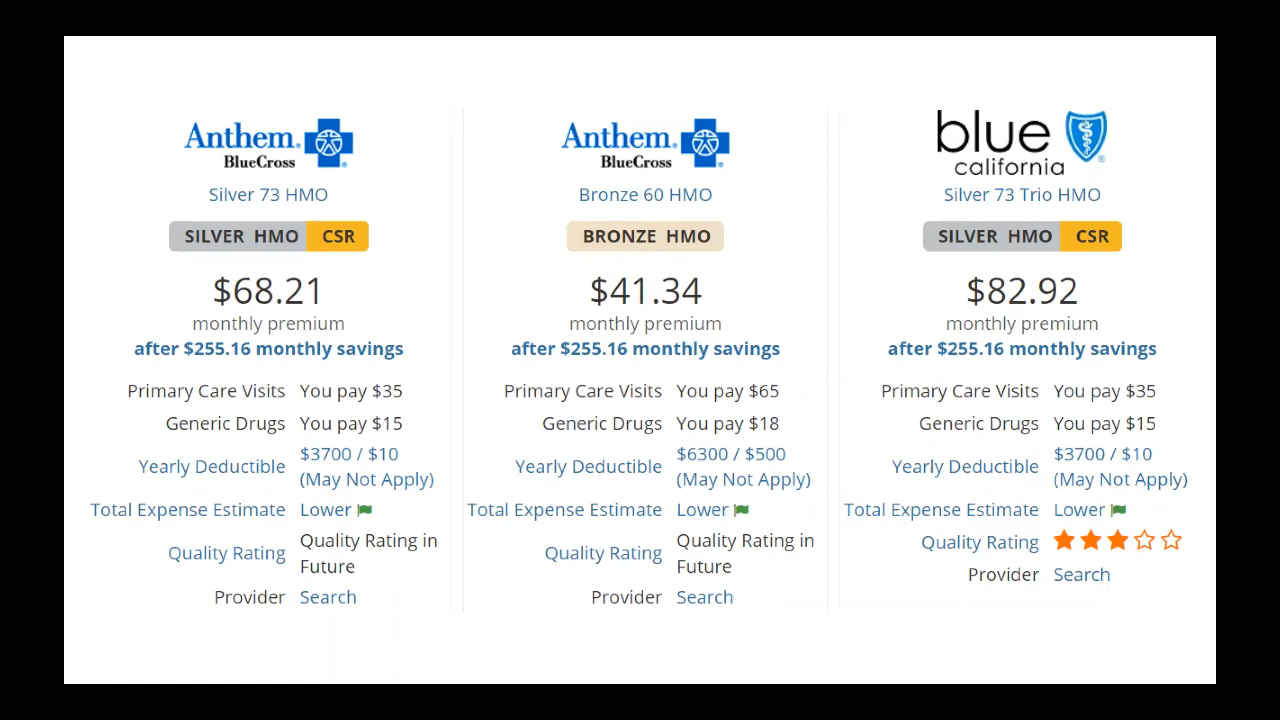 Anthem.
BlueCross
Silver 73 HMO
SILVER HMO CSR
$68.21
monthly premium
after $255.16 monthly savings
Primary Care Visits You pay $35
Generic Drugs You pay $15
Yearly Deductible $3700 / $10
(May Not Apply)
Total Expense Estimate Lower
Quality Rating Quality Rating in
Future
Provider Search
Anthem.
BlueCross
Bronze 60 HMO
BRONZE HMO
$41.34
monthly premium
after $255.16 monthly savings
Primary Care Visits You pay $65
Generic Drugs You pay $18
Yearly Deductible $6300 / $500
(May Not Apply)
Total Expense Estimate Lower
Quality Rating Quality Rating in
Future
Provider Search
blue
california
Silver 73 Trio HMO
SILVER HMO CSR
$82.92
monthly premium
after $255.16 monthly savings
Primary Care Visits You pay $35
Generic Drugs You pay $15
Yearly Deductible $3700 / $10
(May Not Apply)
Total Expense Estimate Lower
Quality Rating
Provider Search